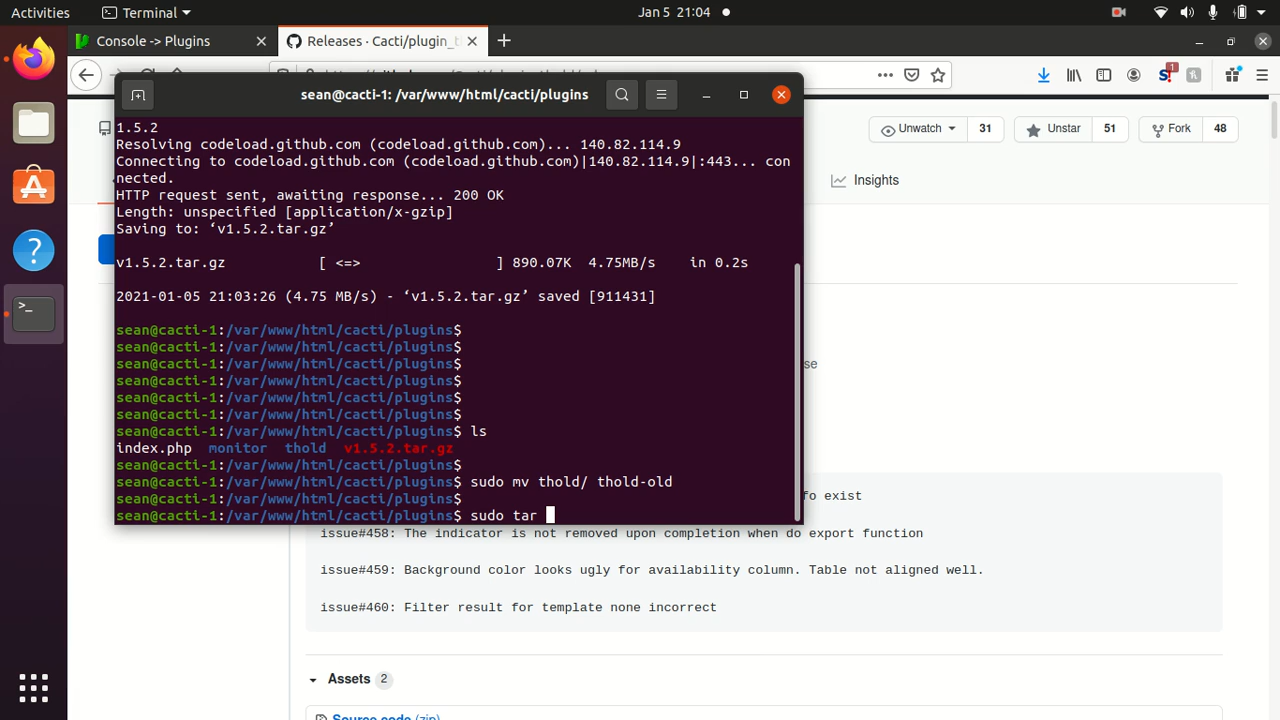 Activities
Terminal
Jan 5 21:04
Console -> Plugins
Releases · Cacti/plugin_t
sean@cacti-1: /var/www/html/cacti/plugins
Unwatch
31
Unstar
51
Fork
48
Insights
1.5.2
Resolving codeload.github.com (codeload.github.com)... 140.82.114.9
Connecting to codeload.github.com (codeload.github.com)|140.82.114.9|:443... con
nected.
HTTP request sent, awaiting response... 200 OK
Length: unspecified [application/x-gzip]
Saving to: ‘v1.5.2.tar.gz’
v1.5.2.tar.gz [ <=> ] 890.07K 4.75MB/s in 0.2s
2021-01-05 21:03:26 (4.75 MB/s) - ‘v1.5.2.tar.gz’ saved [911431]
sean@cacti-1:/var/www/html/cacti/plugins$
sean@cacti-1:/var/www/html/cacti/plugins$
sean@cacti-1:/var/www/html/cacti/plugins$
sean@cacti-1:/var/www/html/cacti/plugins$
sean@cacti-1:/var/www/html/cacti/plugins$
sean@cacti-1:/var/www/html/cacti/plugins$
sean@cacti-1:/var/www/html/cacti/plugins$ ls
index.php monitor thold v1.5.2.tar.gz
sean@cacti-1:/var/www/html/cacti/plugins$
sean@cacti-1:/var/www/html/cacti/plugins$ sudo mv thold/ thold-old
sean@cacti-1:/var/www/html/cacti/plugins$
sean@cacti-1:/var/www/html/cacti/plugins$ sudo tar
se
fo exist
issue#458: The indicator is not removed upon completion when do export function
issue#459: Background color looks ugly for availability column. Table not aligned well.
issue#460: Filter result for template none incorrect
Assets 2
Source code (zip)